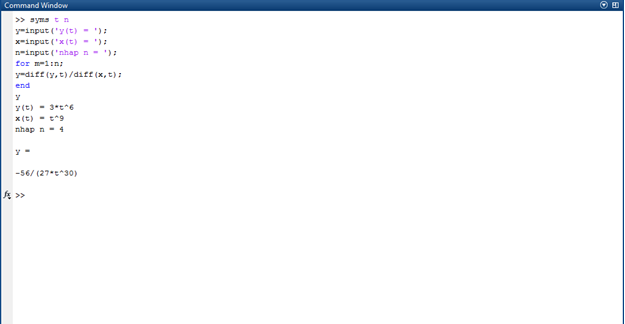 Command Window
>> syms t n
y=input('y(t) = ');
x=input('x(t) = ');
n=input('nhap n = ');
for m=1:n;
y=diff(y,t)/diff(x,t);
end
y
y(t) = 3*t^6
x(t) = t^9
nhap n = 4
y =
-56/(27*t^30)
fx >>